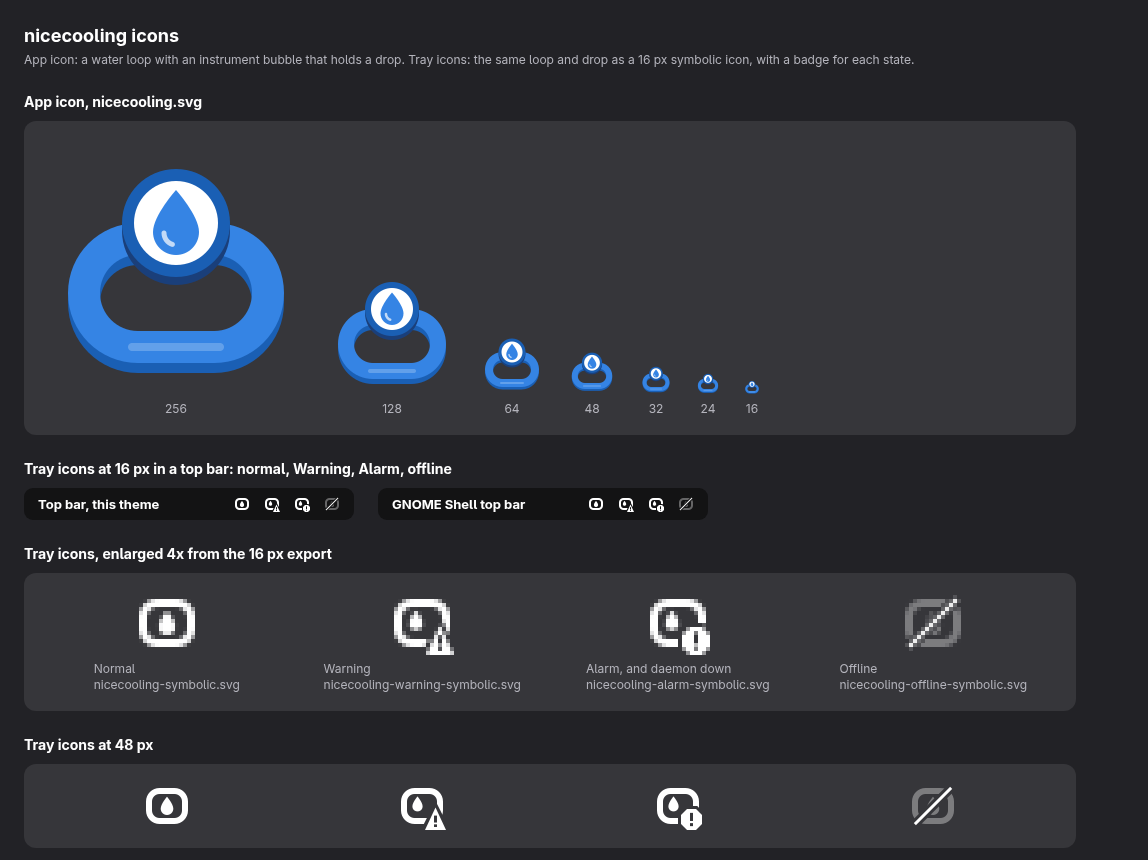 nicecooling icons
App icon: a water loop with an instrument bubble that holds a drop. Tray icons: the same loop and drop as a 16 px symbolic icon, with a badge for each state.
App icon, nicecooling.svg
256 128 64 48 32 24 16
Tray icons at 16 px in a top bar: normal, Warning, Alarm, offline
Top bar, this theme GNOME Shell top bar
Tray icons, enlarged 4x from the 16 px export
Normal Warning Alarm, and daemon down Offline
nicecooling-symbolic.svg nicecooling-warning-symbolic.svg nicecooling-alarm-symbolic.svg nicecooling-offline-symbolic.svg
Tray icons at 48 px